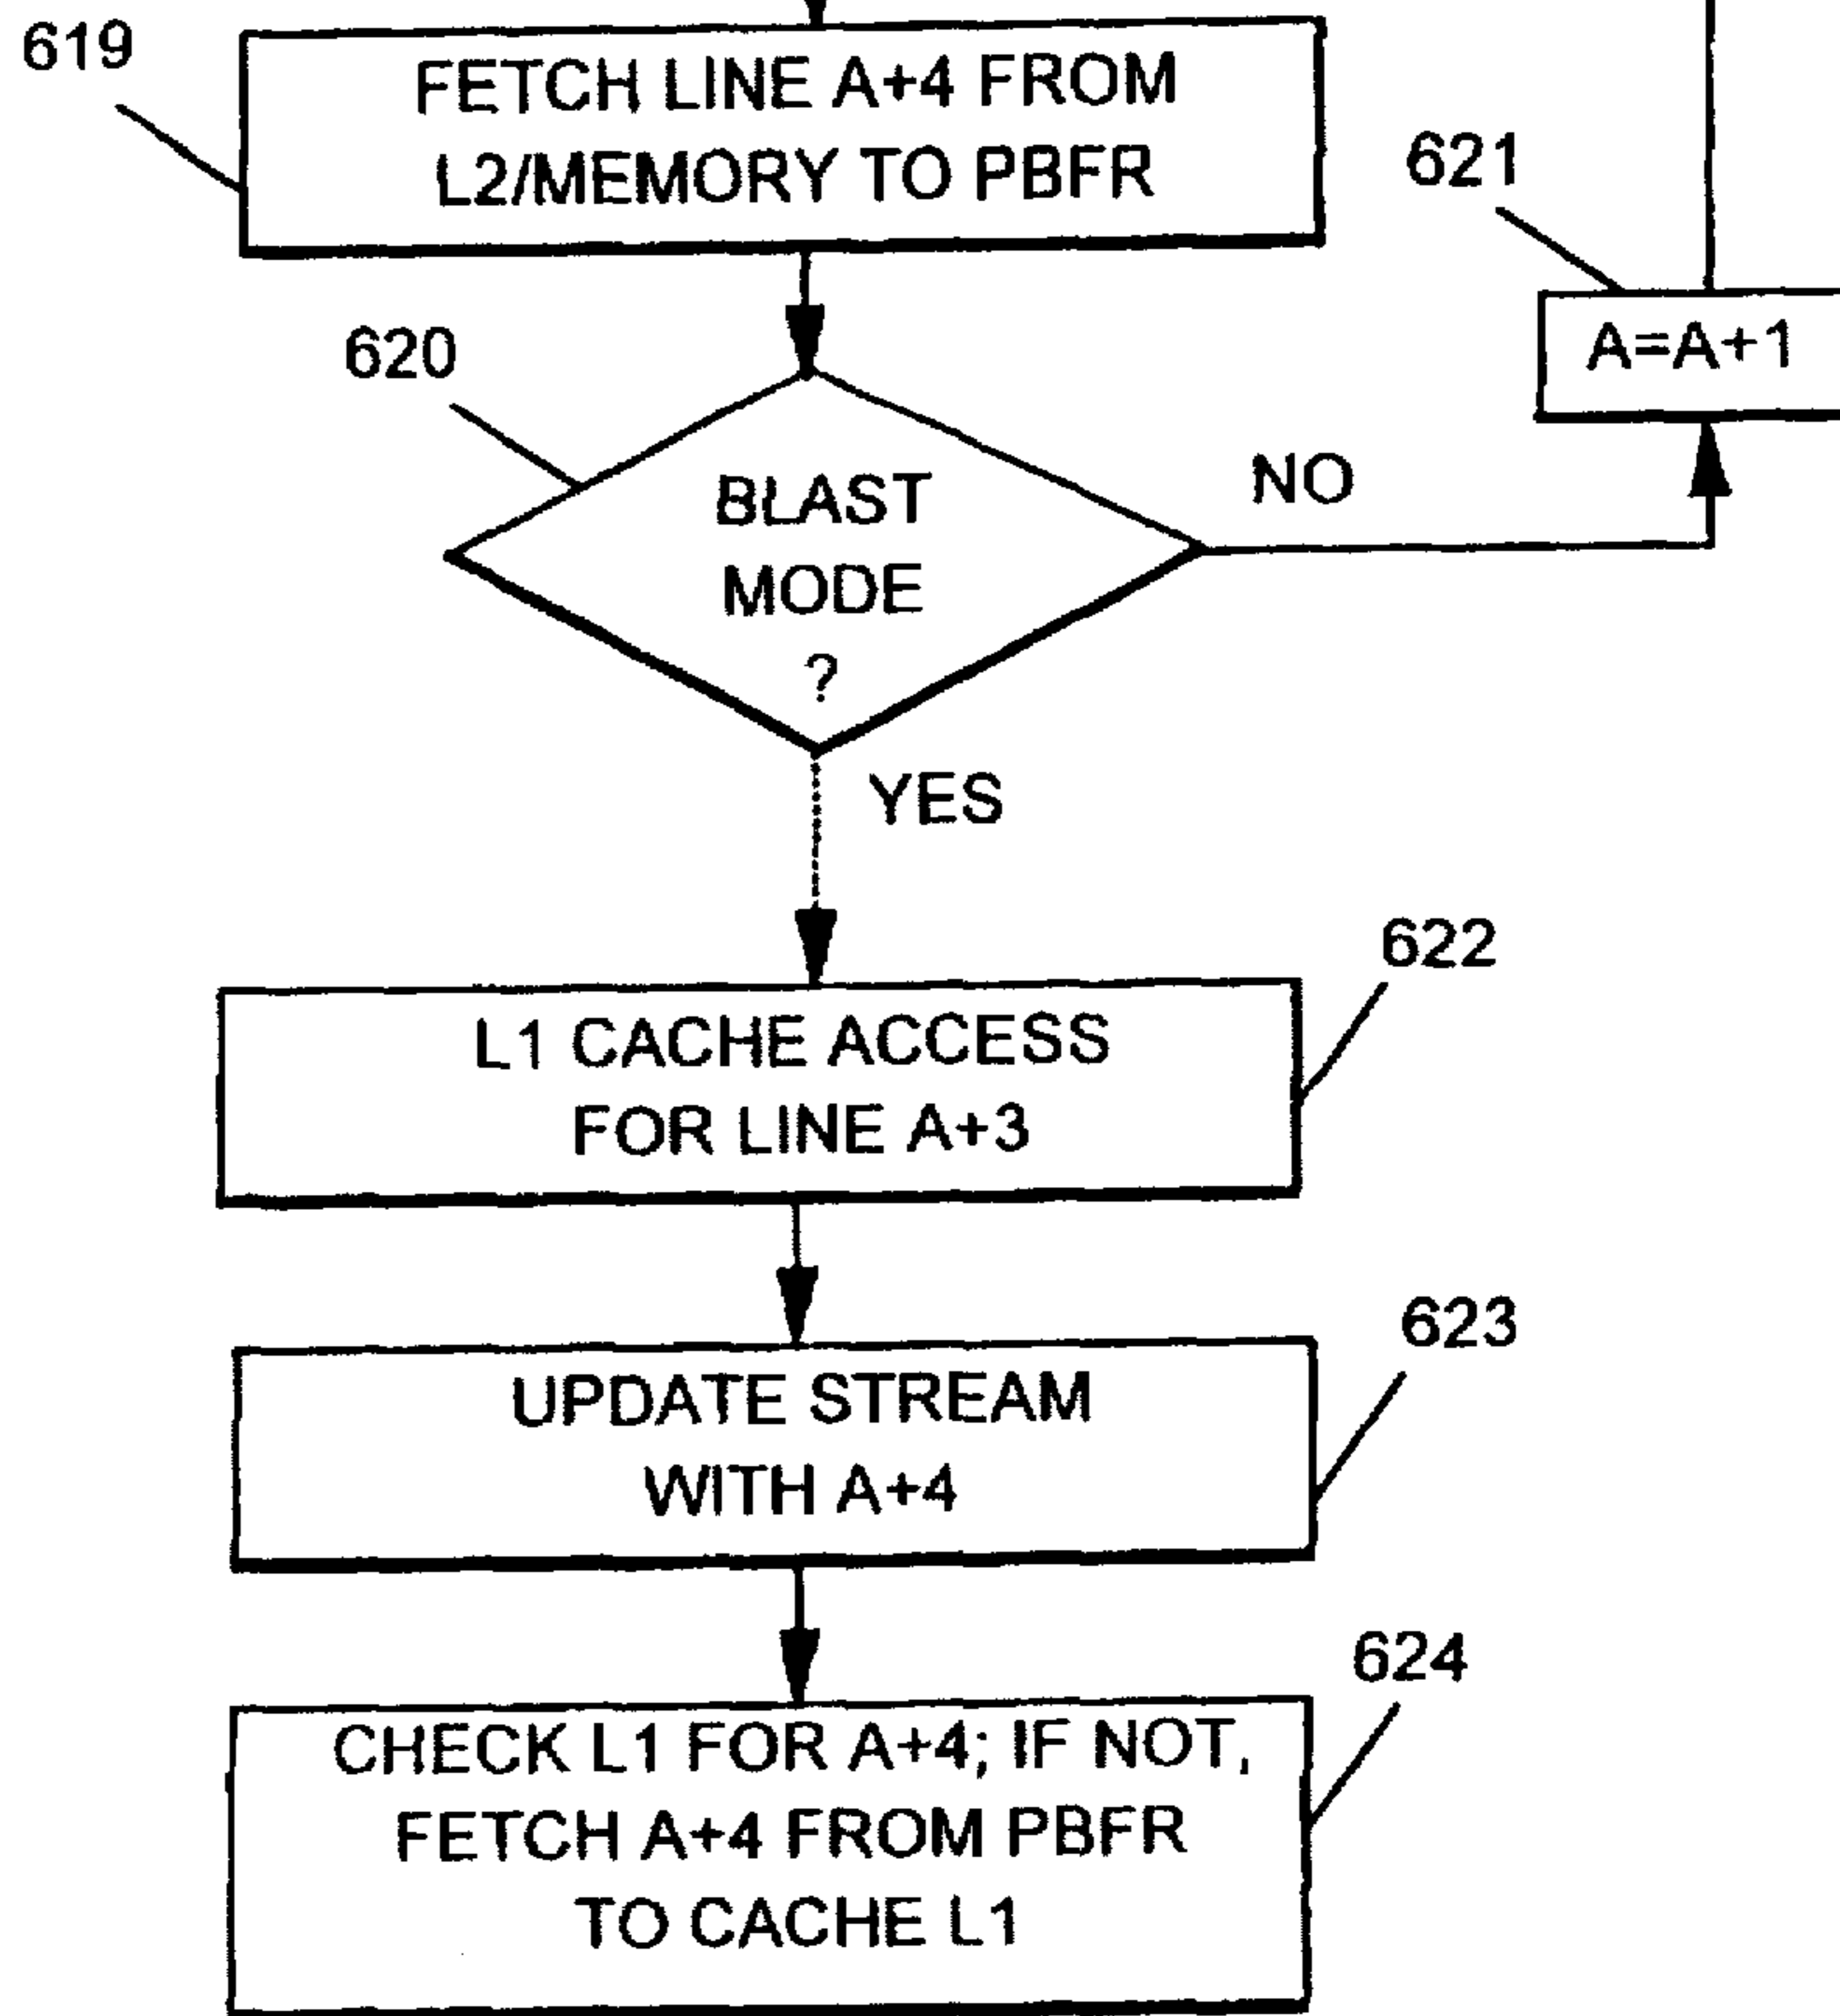 619
FETCH LINE A+4 FROM
L2/MEMORY TO PBFR
621
A=A+1
620
BLAST
MODE
?
NO
YES
622
L1 CACHE ACCESS
FOR LINE A+3
623
UPDATE STREAM
WITH A+4
624
CHECK L1 FOR A+4; IF NOT,
FETCH A+4 FROM PBFR
TO CACHE L1